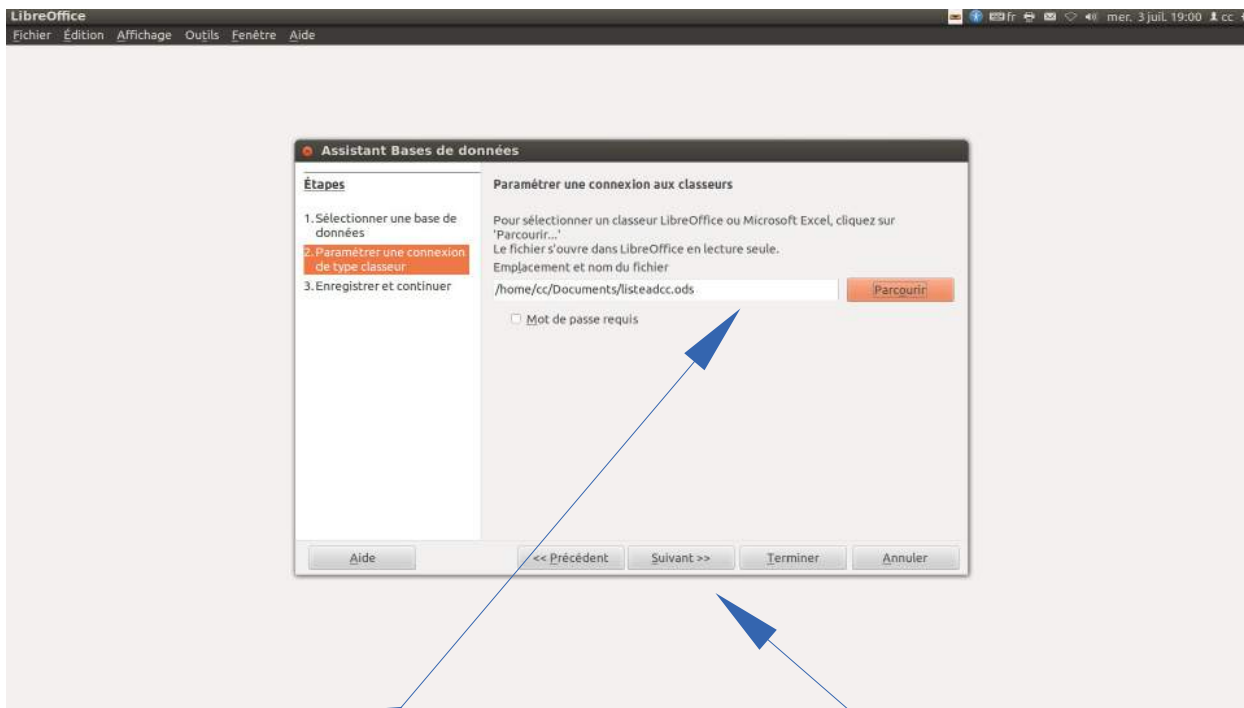 LibreOffice
fr mer. 3 juil. 19:00 cc
Fichier Édition Affichage Outils Fenêtre Aide
Assistant Bases de données
Étapes
1. Sélectionner une base de
données
2. Paramétrer une connexion
de type classeur
3. Enregistrer et continuer
Paramétrer une connexion aux classeurs
Pour sélectionner un classeur LibreOffice ou Microsoft Excel, cliquez sur
'Parcourir...'
Le fichier s'ouvre dans LibreOffice en lecture seule.
Emplacement et nom du fichier
/home/cc/Documents/listeadcc.ods
Parcourir
Mot de passe requis
Aide
<< Précédent
Suivant >>
Terminer
Annuler